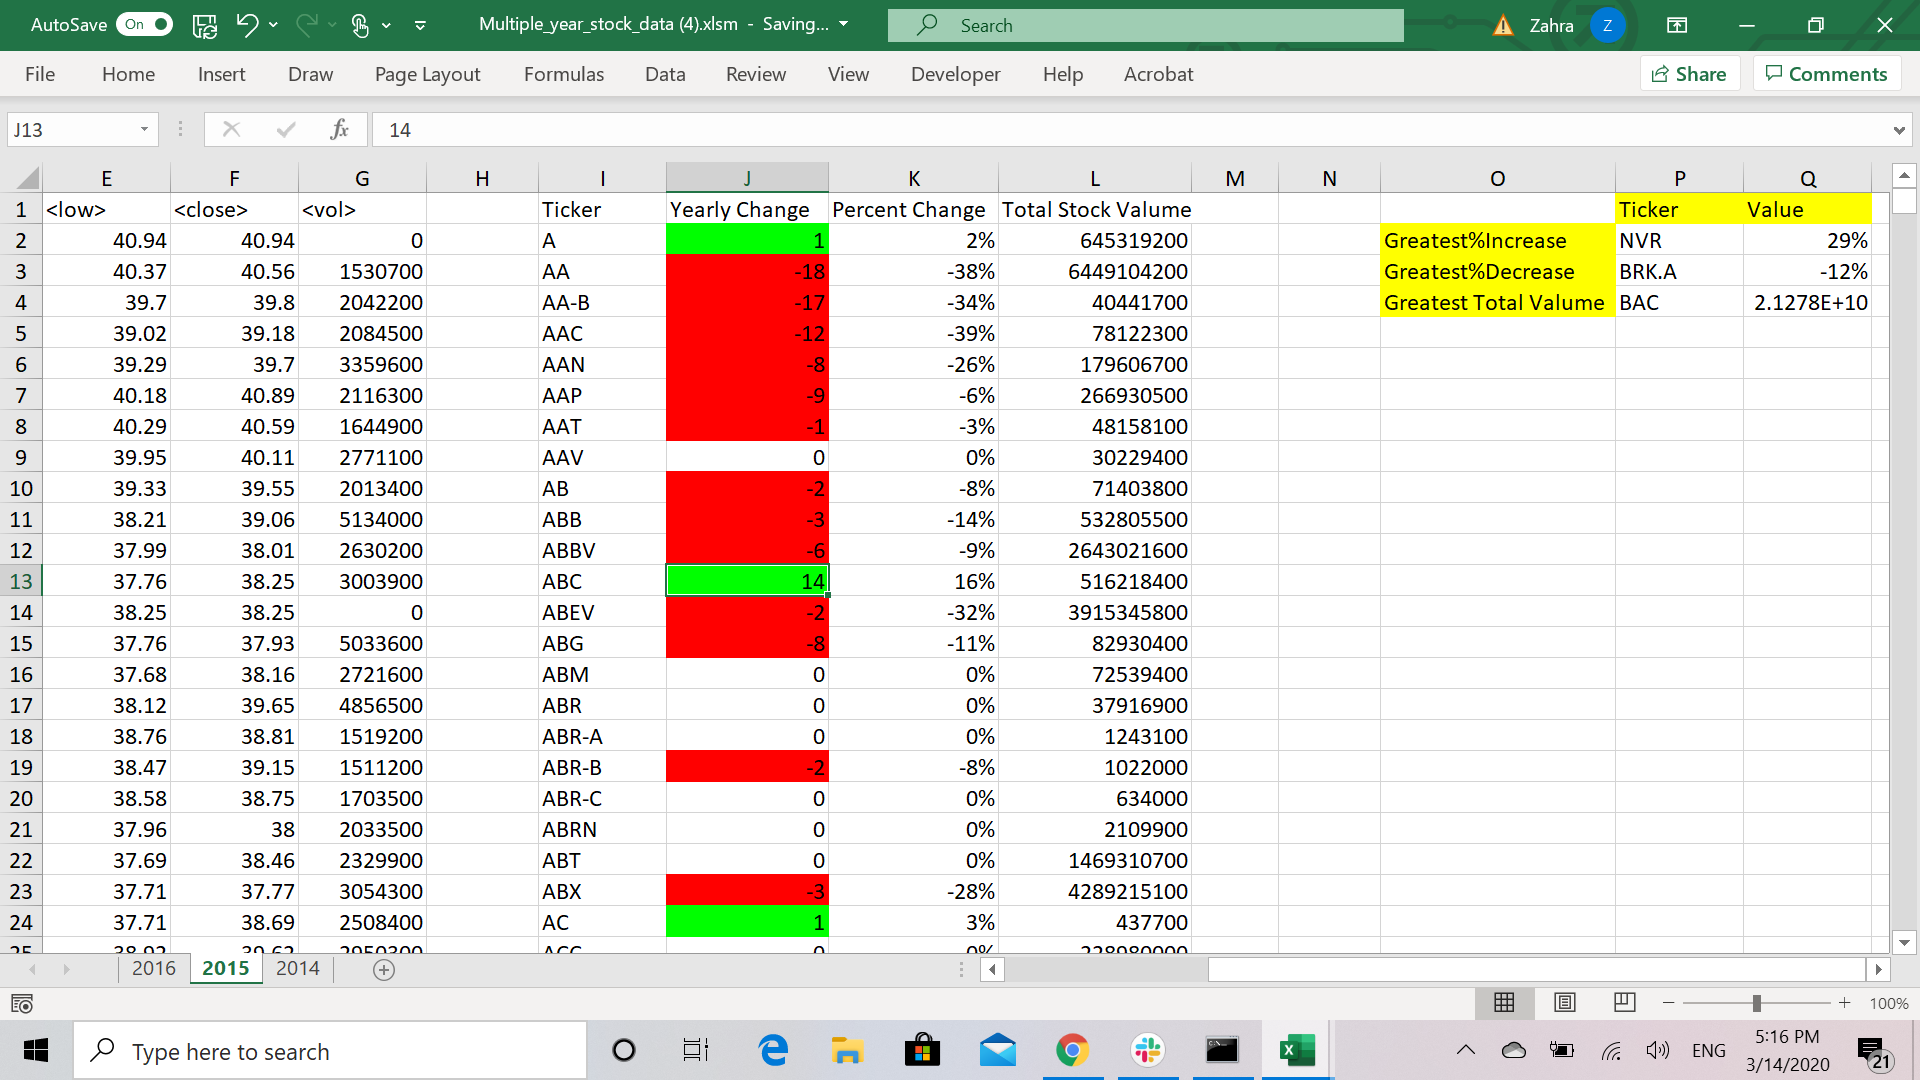 AutoSave On Multiple_year_stock_data (4).xlsm - Saving... Search Zahra Z
File Home Insert Draw Page Layout Formulas Data Review View Developer Help Acrobat Share Comments
J13 fx 14
E F G H I J K L M N O P Q
1 <low> <close> <vol> Ticker Yearly Change Percent Change Total Stock Valume Ticker Value
2 40.94 40.94 0 A 1 2% 645319200 Greatest%Increase NVR 29%
3 40.37 40.56 1530700 AA -18 -38% 6449104200 Greatest%Decrease BRK.A -12%
4 39.7 39.8 2042200 AA-B -17 -34% 40441700 Greatest Total Valume BAC 2.1278E+10
5 39.02 39.18 2084500 AAC -12 -39% 78122300
6 39.29 39.7 3359600 AAN -8 -26% 179606700
7 40.18 40.89 2116300 AAP -9 -6% 266930500
8 40.29 40.59 1644900 AAT -1 -3% 48158100
9 39.95 40.11 2771100 AAV 0 0% 30229400
10 39.33 39.55 2013400 AB -2 -8% 71403800
11 38.21 39.06 5134000 ABB -3 -14% 532805500
12 37.99 38.01 2630200 ABBV -6 -9% 2643021600
13 37.76 38.25 3003900 ABC 14 16% 516218400
14 38.25 38.25 0 ABEV -2 -32% 3915345800
15 37.76 37.93 5033600 ABG -8 -11% 82930400
16 37.68 38.16 2721600 ABM 0 0% 72539400
17 38.12 39.65 4856500 ABR 0 0% 37916900
18 38.76 38.81 1519200 ABR-A 0 0% 1243100
19 38.47 39.15 1511200 ABR-B -2 -8% 1022000
20 38.58 38.75 1703500 ABR-C 0 0% 634000
21 37.96 38 2033500 ABRN 0 0% 2109900
22 37.69 38.46 2329900 ABT 0 0% 1469310700
23 37.71 37.77 3054300 ABX -3 -28% 4289215100
24 37.71 38.69 2508400 AC 1 3% 437700
2016 2015 2014
100%
Type here to search ENG 5:16 PM
3/14/2020 21